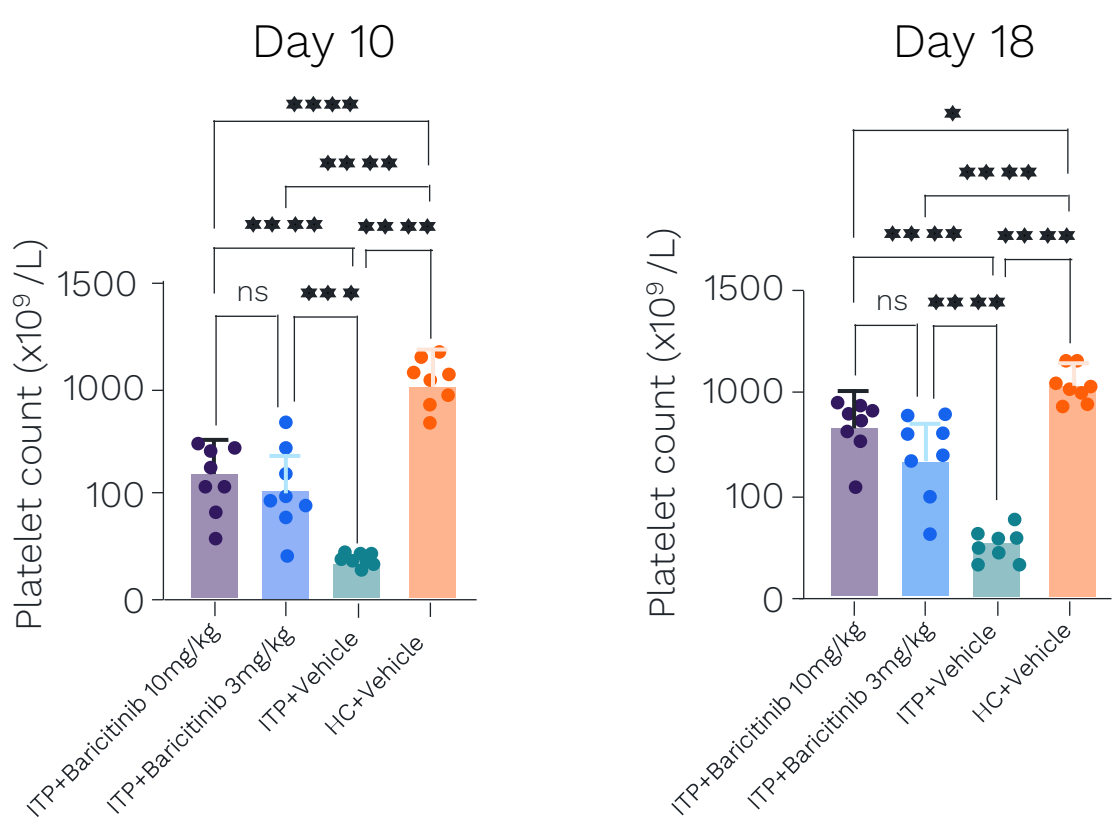 Day 10
****
** **
** **
** **
ns
** *
Platelet count (x10⁹ /L)
1500
1000
100
0
ITP+Baricitinib 10mg/kg
ITP+Baricitinib 3mg/kg
ITP+Vehicle
HC+Vehicle
Day 18
*
** **
** **
****
ns
****
Platelet count (x10⁹ /L)
1500
1000
100
0
ITP+Baricitinib 10mg/kg
ITP+Baricitinib 3mg/kg
ITP+Vehicle
HC+Vehicle